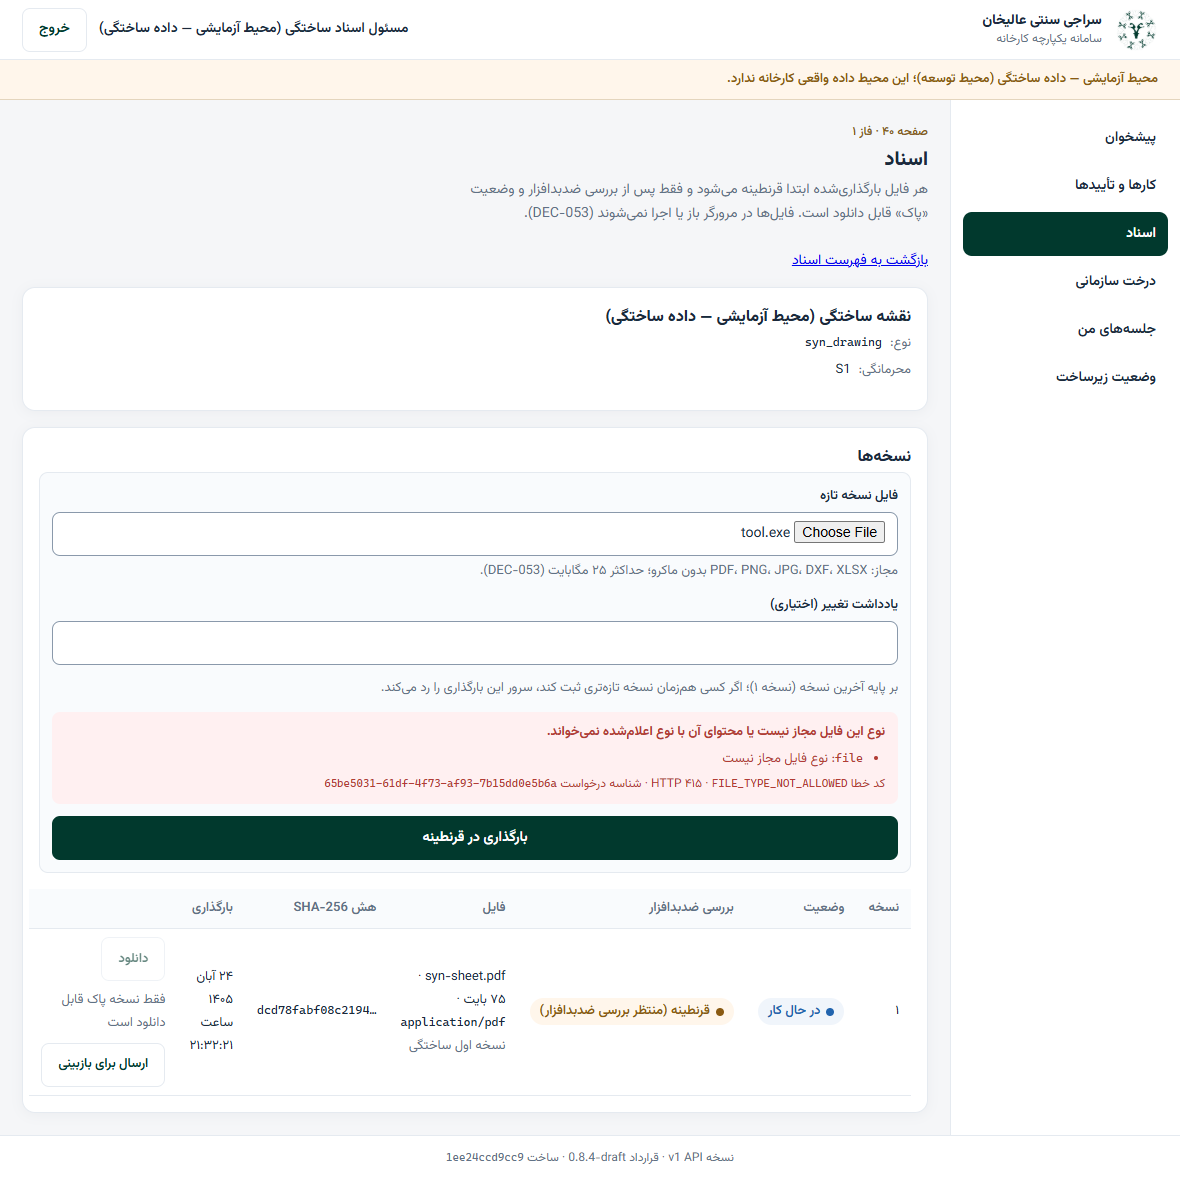 سراجی سنتی عالیخان
سامانه یکپارچه کارخانه
مسئول اسناد ساختگی (محیط آزمایشی — داده ساختگی)
خروج
محیط آزمایشی — داده ساختگی (محیط توسعه)؛ این محیط داده واقعی کارخانه ندارد.
پیشخوان
کارها و تأییدها
اسناد
درخت سازمانی
جلسه‌های من
وضعیت زیرساخت
صفحه ۴۰ · فاز ۱
اسناد
هر فایل بارگذاری‌شده ابتدا قرنطینه می‌شود و فقط پس از بررسی ضدبدافزار و وضعیت
«پاک» قابل دانلود است. فایل‌ها در مرورگر باز یا اجرا نمی‌شوند (DEC-053).
بازگشت به فهرست اسناد
نقشه ساختگی (محیط آزمایشی — داده ساختگی)
نوع: syn_drawing
محرمانگی: S1
نسخه‌ها
فایل نسخه تازه
Choose File tool.exe
مجاز: PDF، PNG، JPG، DXF، XLSX بدون ماکرو؛ حداکثر ۲۵ مگابایت (DEC-053).
یادداشت تغییر (اختیاری)
بر پایه آخرین نسخه (نسخه ۱)؛ اگر کسی هم‌زمان نسخه تازه‌تری ثبت کند، سرور این بارگذاری را رد می‌کند.
نوع این فایل مجاز نیست یا محتوای آن با نوع اعلام‌شده نمی‌خواند.
• file: نوع فایل مجاز نیست
کد خطا FILE_TYPE_NOT_ALLOWED · HTTP ۴۱۵ · شناسه درخواست 65be5031-61df-4f73-af93-7b15dd0e5b6a
بارگذاری در قرنطینه
نسخه وضعیت بررسی ضدبدافزار فایل هش SHA-256 بارگذاری
۱
در حال کار
قرنطینه (منتظر بررسی ضدبدافزار)
syn-sheet.pdf ·
۷۵ بایت ·
application/pdf
نسخه اول ساختگی
dcd78fabf08c2194…
۲۴ آبان
۱۴۰۵
ساعت
۲۱:۳۲:۲۱
دانلود
فقط نسخه پاک قابل
دانلود است
ارسال برای بازبینی
نسخه API v1 · قرارداد 0.8.4-draft · ساخت 1ee24ccd9cc9